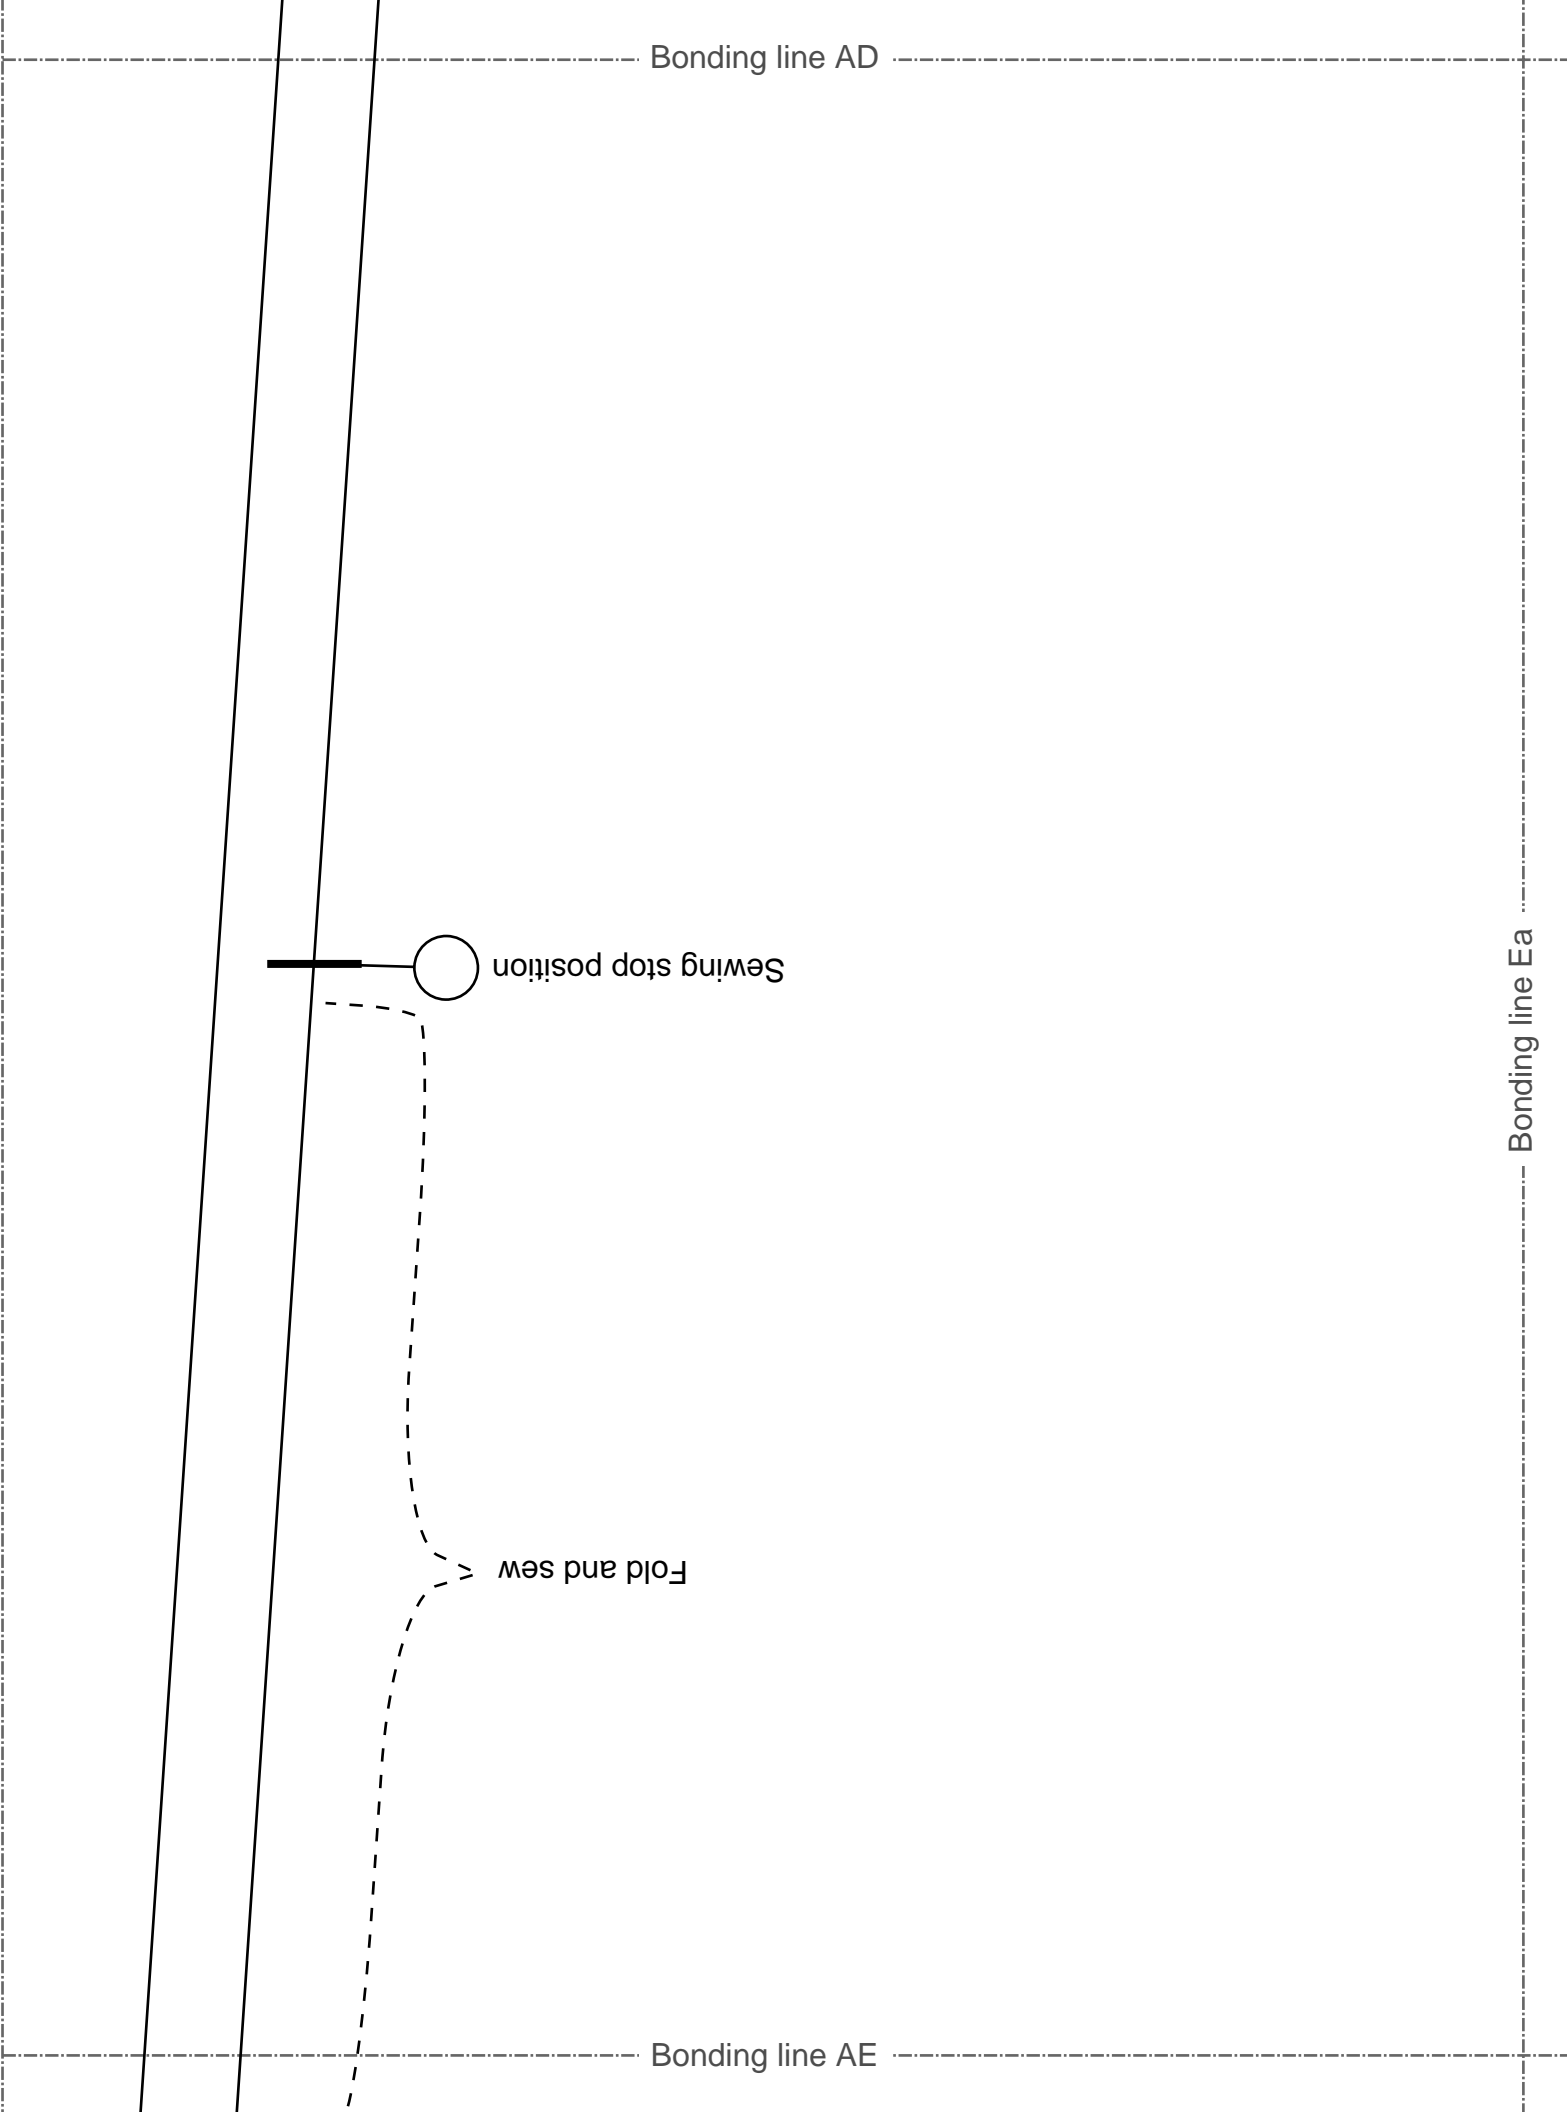 Bonding line AD
Bonding line Ea
Sewing stop position
Fold and sew
Bonding line AE